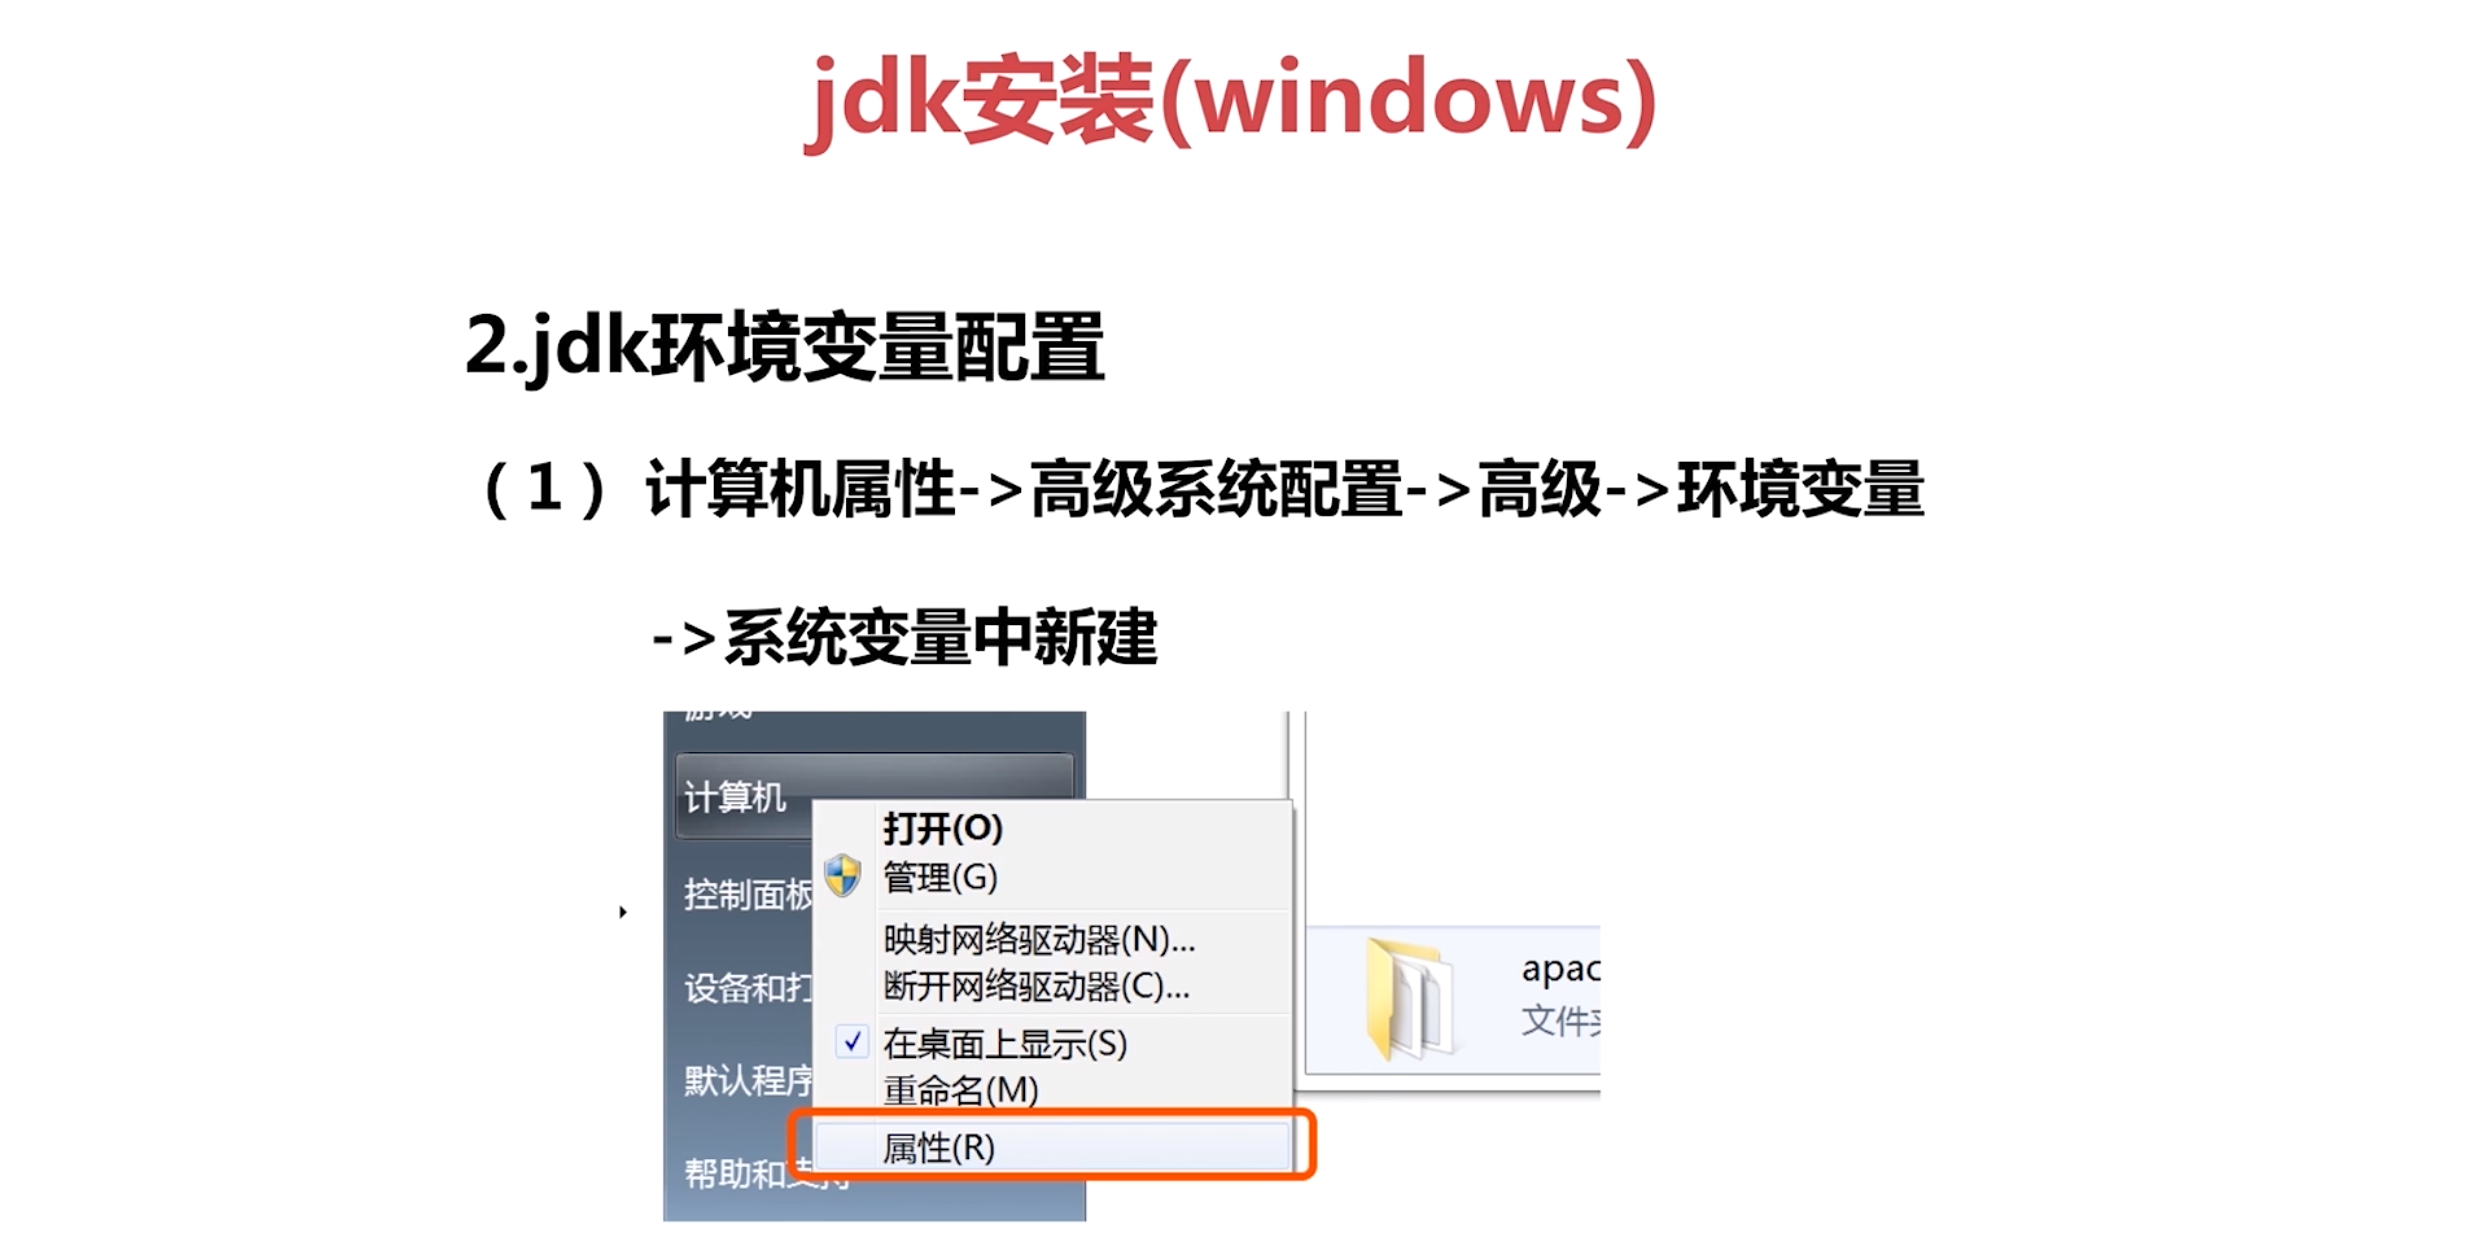 jdk安装(windows)
2.jdk环境变量配置
（1）计算机属性->高级系统配置->高级->环境变量
->系统变量中新建
计算机
打开(O)
管理(G)
控制面板
映射网络驱动器(N)...
断开网络驱动器(C)...
设备和打
在桌面上显示(S)
重命名(M)
默认程序
属性(R)
帮助和支持
apac
文件夹